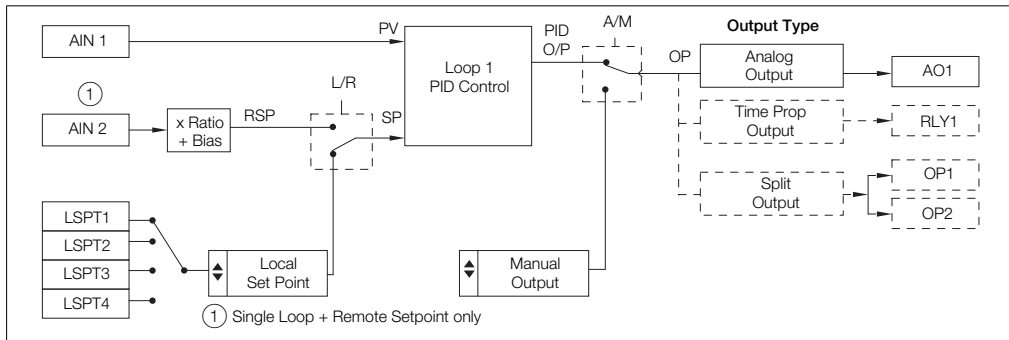 AIN 1
PV
Loop 1
PID Control
PID
O/P
A/M
OP
Output Type
Analog
Output
AO1
1
AIN 2
x Ratio
+ Bias
RSP
L/R
SP
Time Prop
Output
RLY1
Split
Output
OP1
OP2
LSPT1
LSPT2
LSPT3
LSPT4
Local
Set Point
Manual
Output
1 Single Loop + Remote Setpoint only